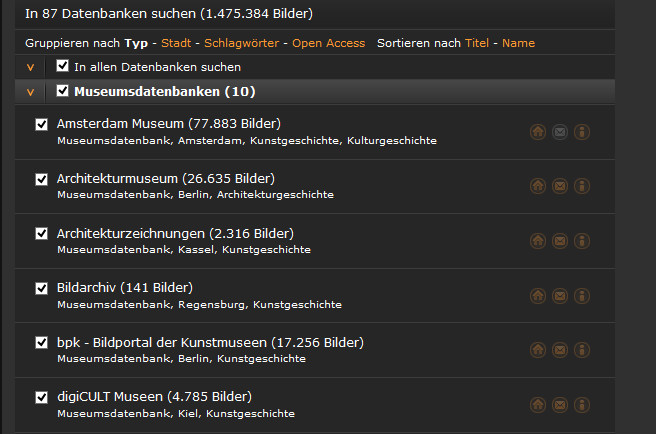 In 87 Datenbanken suchen (1.475.384 Bilder)
Gruppieren nach Typ - Stadt - Schlagwörter - Open Access Sortieren nach Titel - Name
In allen Datenbanken suchen
Museumsdatenbanken (10)
Amsterdam Museum (77.883 Bilder)
Museumsdatenbank, Amsterdam, Kunstgeschichte, Kulturgeschichte
Architekturmuseum (26.635 Bilder)
Museumsdatenbank, Berlin, Architekturgeschichte
Architekturzeichnungen (2.316 Bilder)
Museumsdatenbank, Kassel, Kunstgeschichte
Bildarchiv (141 Bilder)
Museumsdatenbank, Regensburg, Kunstgeschichte
bpk - Bildportal der Kunstmuseen (17.256 Bilder)
Museumsdatenbank, Berlin, Kunstgeschichte
digiCULT Museen (4.785 Bilder)
Museumsdatenbank, Kiel, Kunstgeschichte